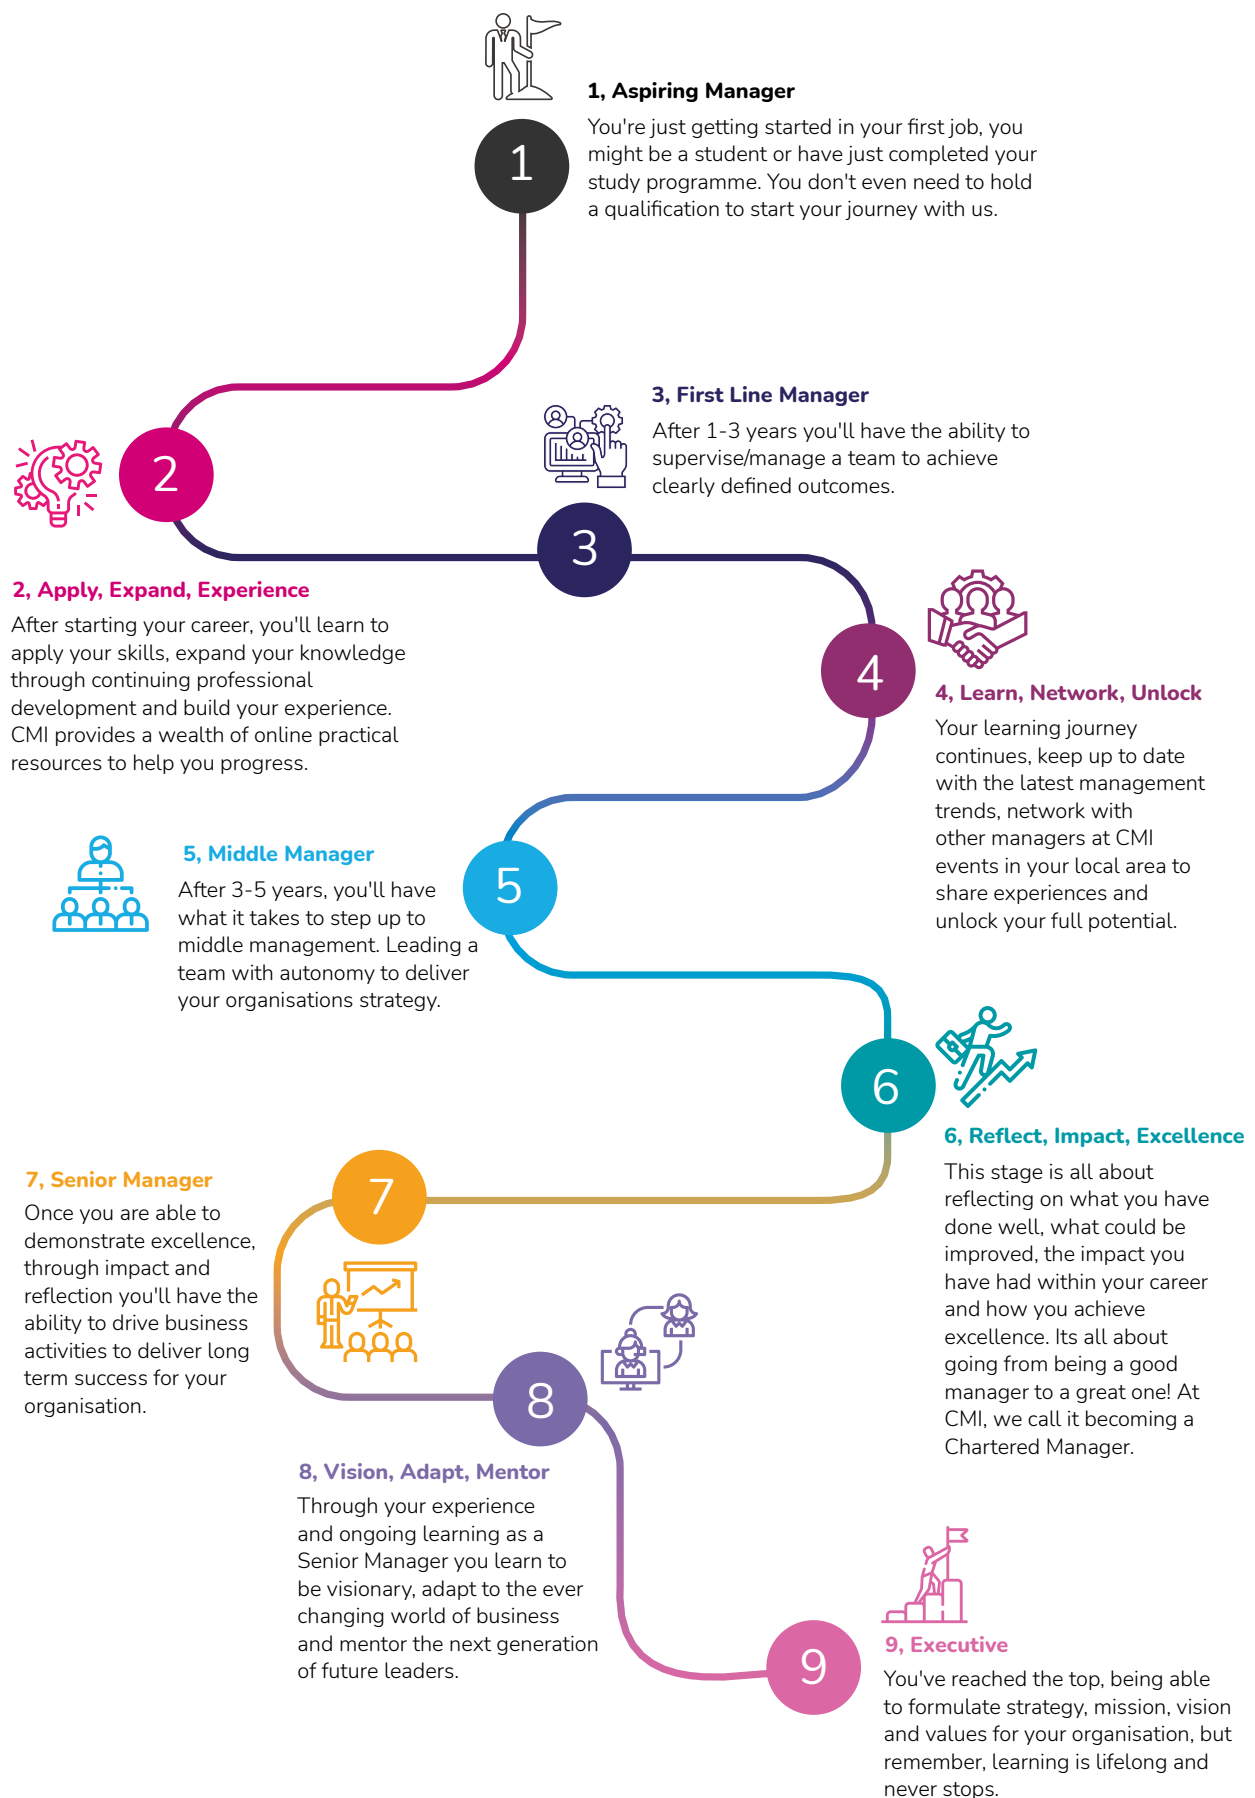 1, Aspiring Manager
You're just getting started in your first job, you
might be a student or have just completed your
study programme. You don't even need to hold
a qualification to start your journey with us.
1
2
2, Apply, Expand, Experience
After starting your career, you'll learn to
apply your skills, expand your knowledge
through continuing professional
development and build your experience.
CMI provides a wealth of online practical
resources to help you progress.
3, First Line Manager
After 1-3 years you'll have the ability to
supervise/manage a team to achieve
clearly defined outcomes.
3
4
4, Learn, Network, Unlock
Your learning journey
continues, keep up to date
with the latest management
trends, network with
other managers at CMI
events in your local area to
share experiences and
unlock your full potential.
5, Middle Manager
After 3-5 years, you'll have
what it takes to step up to
middle management. Leading a
team with autonomy to deliver
your organisations strategy.
5
6
6, Reflect, Impact, Excellence
This stage is all about
reflecting on what you have
done well, what could be
improved, the impact you
have had within your career
and how you achieve
excellence. Its all about
going from being a good
manager to a great one! At
CMI, we call it becoming a
Chartered Manager.
7, Senior Manager
Once you are able to
demonstrate excellence,
through impact and
reflection you'll have the
ability to drive business
activities to deliver long
term success for your
organisation.
7
8
8, Vision, Adapt, Mentor
Through your experience
and ongoing learning as a
Senior Manager you learn to
be visionary, adapt to the ever
changing world of business
and mentor the next generation
of future leaders.
9
9, Executive
You've reached the top, being able
to formulate strategy, mission, vision
and values for your organisation, but
remember, learning is lifelong and
never stops.